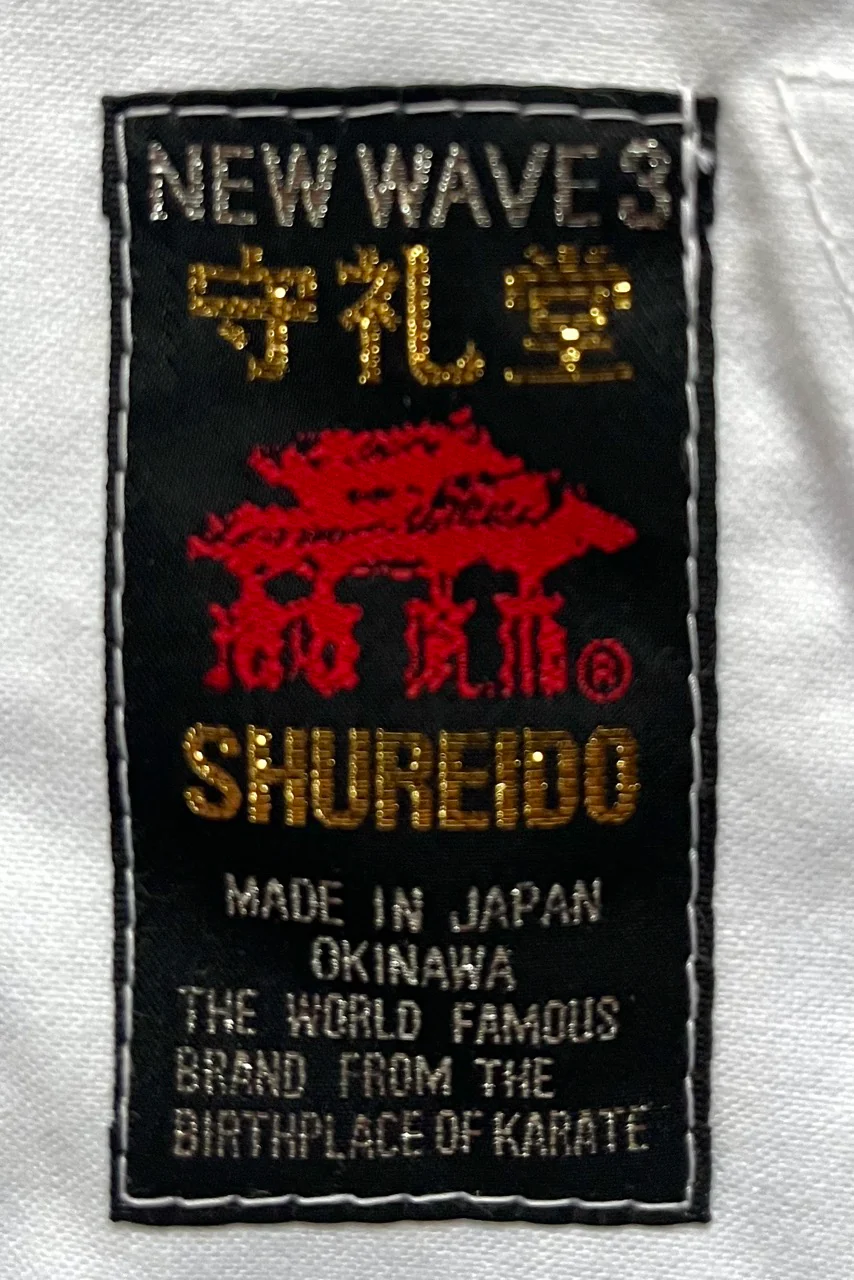 NEW WAVE 3
守礼堂
®
SHUREIDO
MADE IN JAPAN
OKINAWA
THE WORLD FAMOUS
BRAND FROM THE
BIRTHPLACE OF KARATE